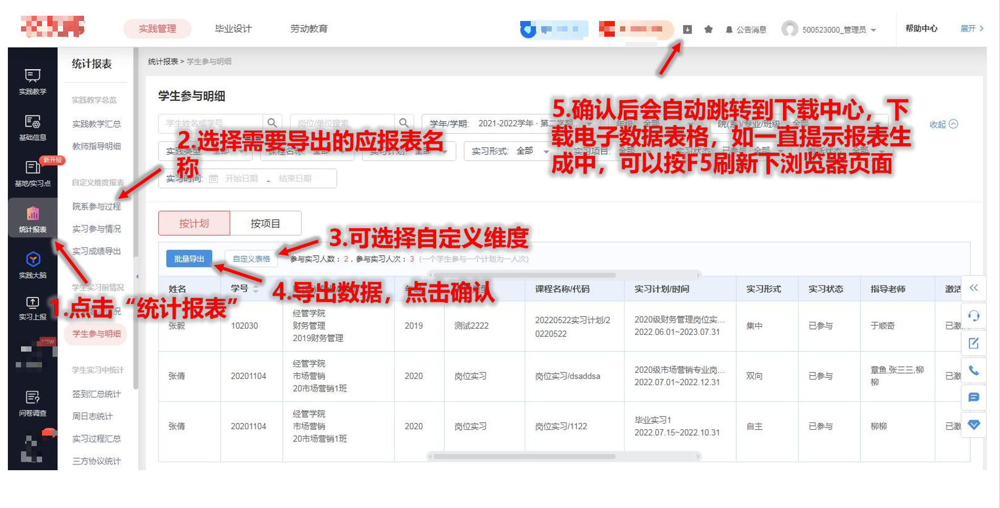 实践管理
毕业设计
劳动教育
公告消息
500523000_管理员
帮助中心
展开
实践教学
基础信息
新升级
基地/实习点
统计报表
实践大脑
实习上报
NEW
问卷调查
统计报表
实践教学总览
实践教学汇总
教师指导明细
自定义维度报表
院系参与过程
实习参与情况
实习成绩导出
学生实习前情况
学生参与明细
学生实习中统计
签到汇总统计
周日志统计
实习过程汇总
三方协议统计
统计报表 > 学生参与明细
学生参与明细
学生姓名或学号
岗位/单位搜索
学年/学期: 2021-2022学年 · 第二学期...
年级: 全部
院(系)/专业/班级: 全部
收起
实践类型: 全部
课程名称: 全部
实习计划: 全部
实习形式: 全部
实习项目: 全部
实习状态: 已参与 · 全部
激活状态: 全部
实习时间: 开始日期 - 结束日期
1.点击“统计报表”
2.选择需要导出的应报表名
称
3.可选择自定义维度
4.导出数据，点击确认
5.确认后会自动跳转到下载中心，下
载电子数据表格，如一直提示报表生
成中，可以按F5刷新下浏览器页面
按计划
按项目
批量导出
自定义表格
参与实习人数：2，参与实习人次：3 (一个学生参与一个计划为一人次)
姓名 学号 课程名称/代码 实习计划/时间 实习形式 实习状态 指导老师 激活
张毅 102030
经管学院
财务管理
2019财务管理
2019
测试2222
20220522实习计划/2
0220522
2020级财务管理岗位实...
2022.06.01~2023.07.31
集中
已参与
于顺奇
已激
张倩
20201104
经管学院
市场营销
20市场营销1班
2020
岗位实习
岗位实习/dsaddsa
2020级市场营销专业岗...
2022.07.01~2022.12.31
双向
已参与
章鱼,张三三,柳
柳
已激
张倩
20201104
经管学院
市场营销
20市场营销1班
2020
岗位实习
岗位实习/1122
毕业实习1
2022.07.15~2022.10.31
自主
已参与
柳柳
已激